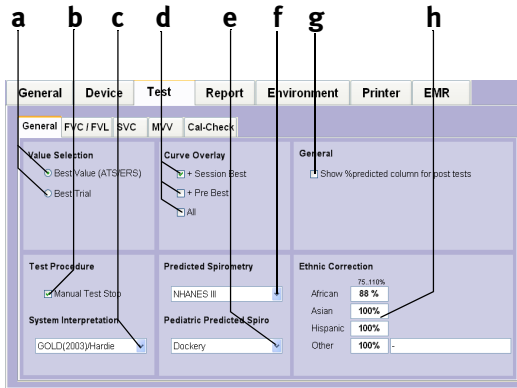 a b c d e f g h
General Device Test Report Environment Printer EMR
General FVC / FVL SVC MVV Cal-Check
Value Selection
Best Value (ATS/ERS)
Best Trial
Curve Overlay
+ Session Best
+ Pre Best
All
General
Show %predicted column for post tests
Test Procedure
Manual Test Stop
System Interpretation
GOLD(2003)/Hardie
Predicted Spirometry
NHANES III
Pediatric Predicted Spiro
Dockery
Ethnic Correction
75..110%
African 88 %
Asian 100%
Hispanic 100%
Other 100% -